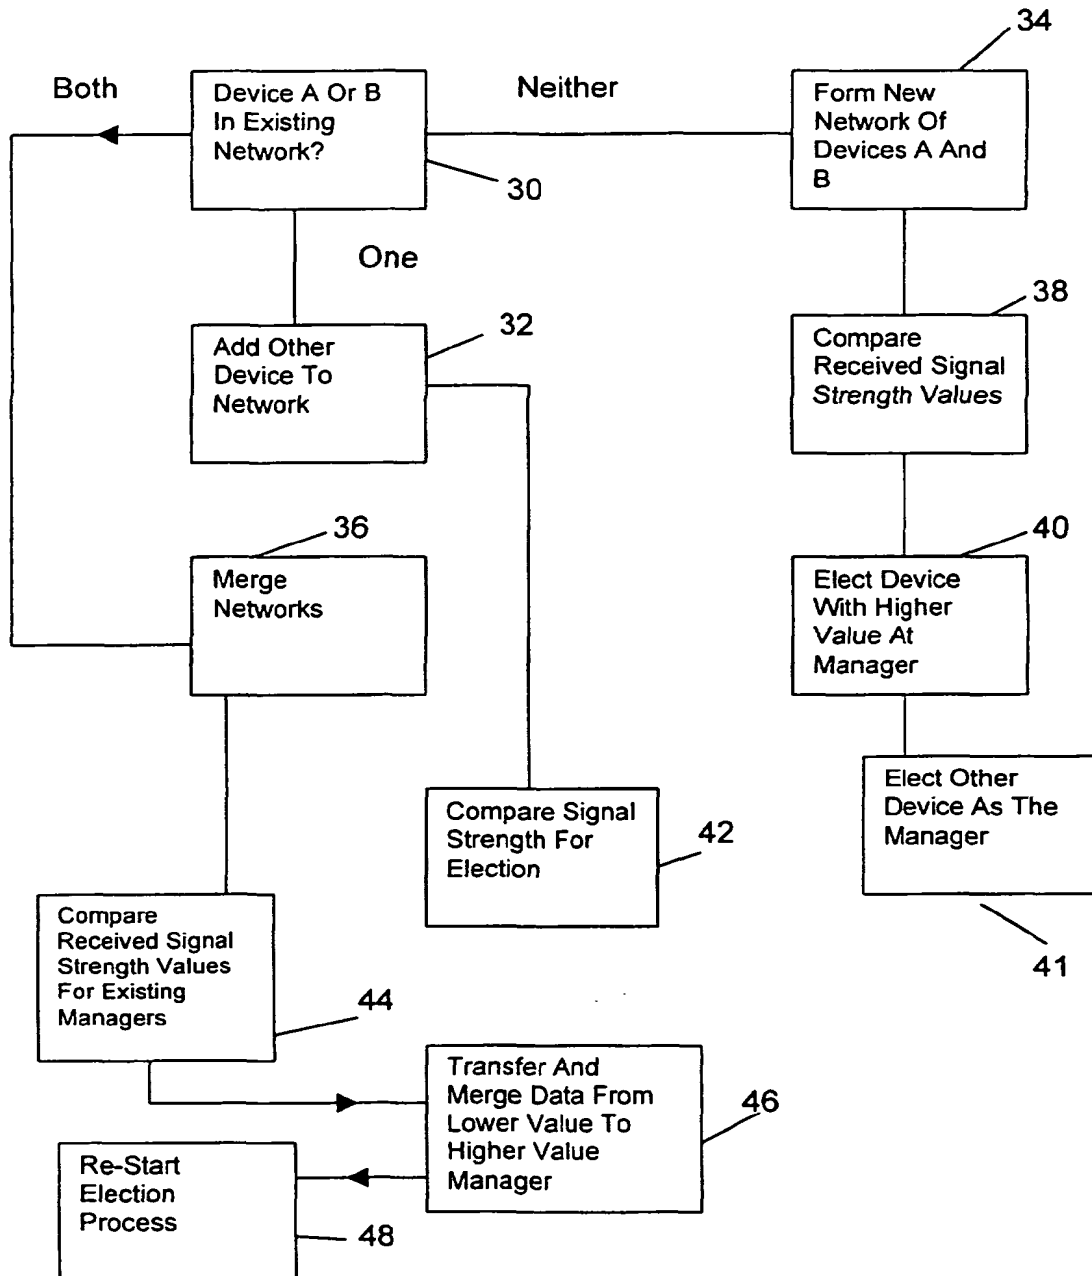 34
Both
Device A Or B
In Existing
Network?
Neither
Form New
Network Of
Devices A And
B
30
One
38
32
Add Other
Device To
Network
Compare
Received Signal
Strength Values
36
Merge
Networks
40
Elect Device
With Higher
Value At
Manager
Elect Other
Device As The
Manager
Compare Signal
Strength For
Election
42
41
Compare
Received Signal
Strength Values
For Existing
Managers
44
Transfer And
Merge Data From
Lower Value To
Higher Value
Manager
46
Re-Start
Election
Process
48